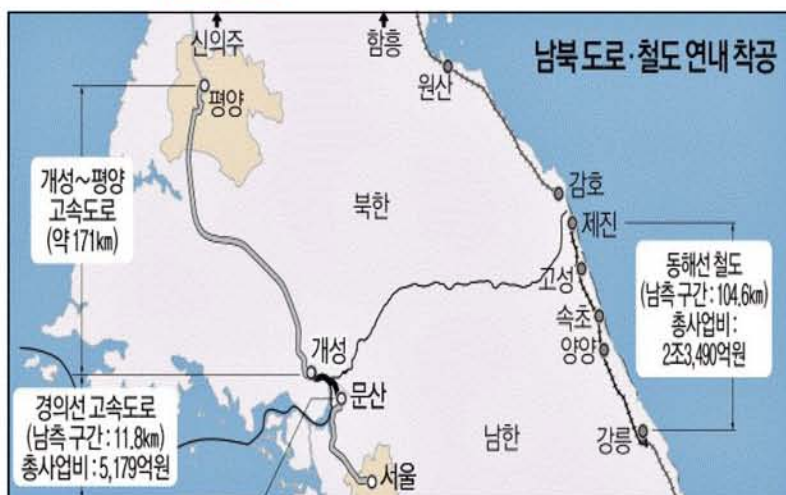 남북 도로·철도 연내 착공
신의주
함흥
원산
평양
개성~평양
고속도로
(약 171㎞)
북한
감호
제진
고성
속초
양양
동해선 철도
(남측 구간 : 104.6㎞)
총사업비 :
2조3,490억원
개성
문산
경의선 고속도로
(남측 구간 : 11.8㎞)
총사업비 : 5,179억원
남한
강릉
서울